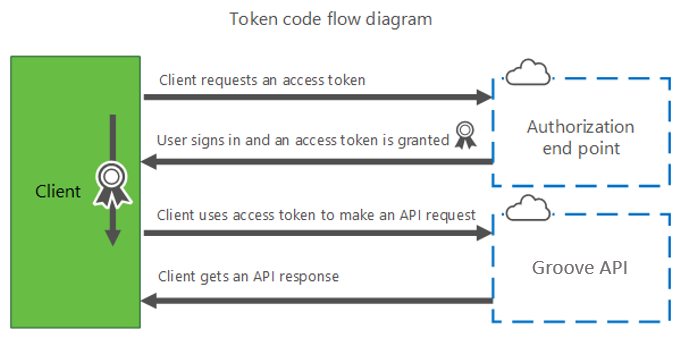 Token code flow diagram
Client requests an access token
User signs in and an access token is granted
Authorization
end point
Client
Client uses access token to make an API request
Groove API
Client gets an API response